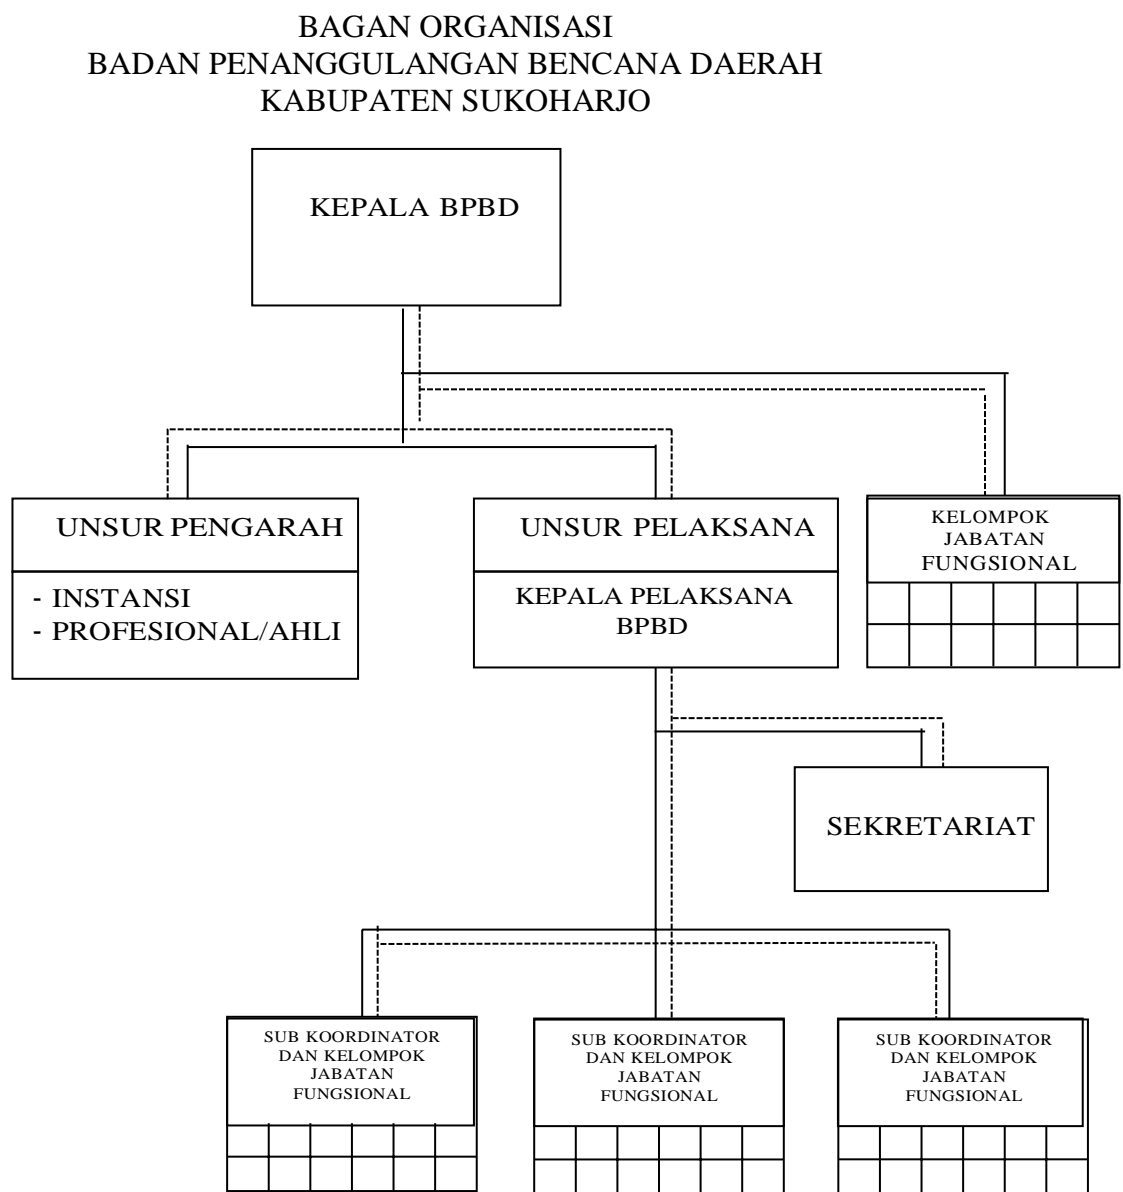 BAGAN ORGANISASI
BADAN PENANGGULANGAN BENCANA DAERAH
KABUPATEN SUKOHARJO
KEPALA BPBD
UNSUR PENGARAH
- INSTANSI
- PROFESIONAL/AHLI
UNSUR PELAKSANA
KEPALA PELAKSANA
BPBD
KELOMPOK
JABATAN
FUNGSIONAL
SEKRETARIAT
SUB KOORDINATOR
DAN KELOMPOK
JABATAN
FUNGSIONAL
SUB KOORDINATOR
DAN KELOMPOK
JABATAN
FUNGSIONAL
SUB KOORDINATOR
DAN KELOMPOK
JABATAN
FUNGSIONAL